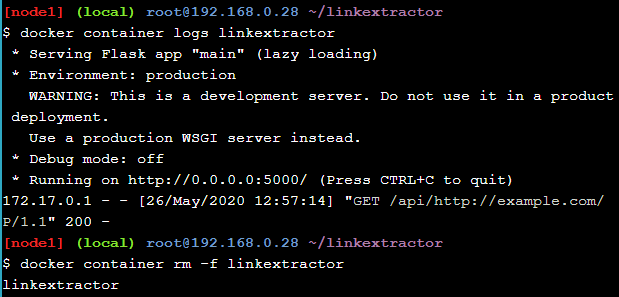 [node1] (local) root@192.168.0.28 ~/linkextractor
$ docker container logs linkextractor
 * Serving Flask app "main" (lazy loading)
 * Environment: production
   WARNING: This is a development server. Do not use it in a product
 deployment.
   Use a production WSGI server instead.
 * Debug mode: off
 * Running on http://0.0.0.0:5000/ (Press CTRL+C to quit)
172.17.0.1 - - [26/May/2020 12:57:14] "GET /api/http://example.com/
P/1.1" 200 -
[node1] (local) root@192.168.0.28 ~/linkextractor
$ docker container rm -f linkextractor
linkextractor